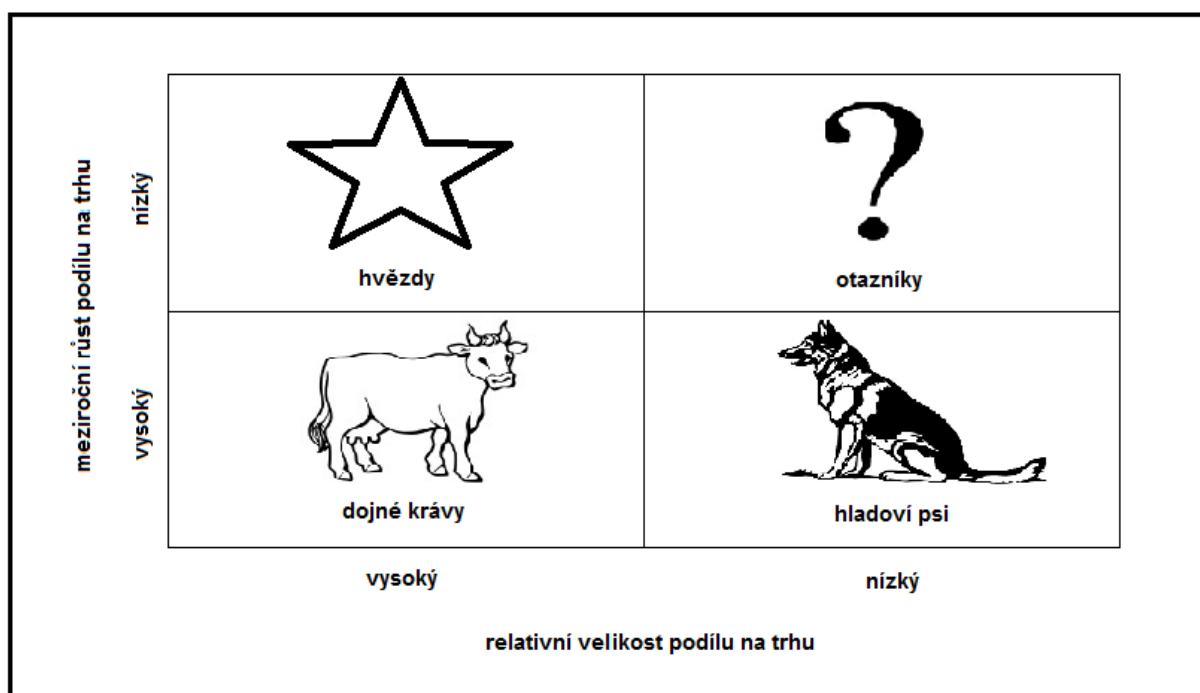 meziroční růst podílu na trhu
nízký
vysoký
hvězdy
otazníky
dojné krávy
hladoví psi
vysoký
nízký
relativní velikost podílu na trhu